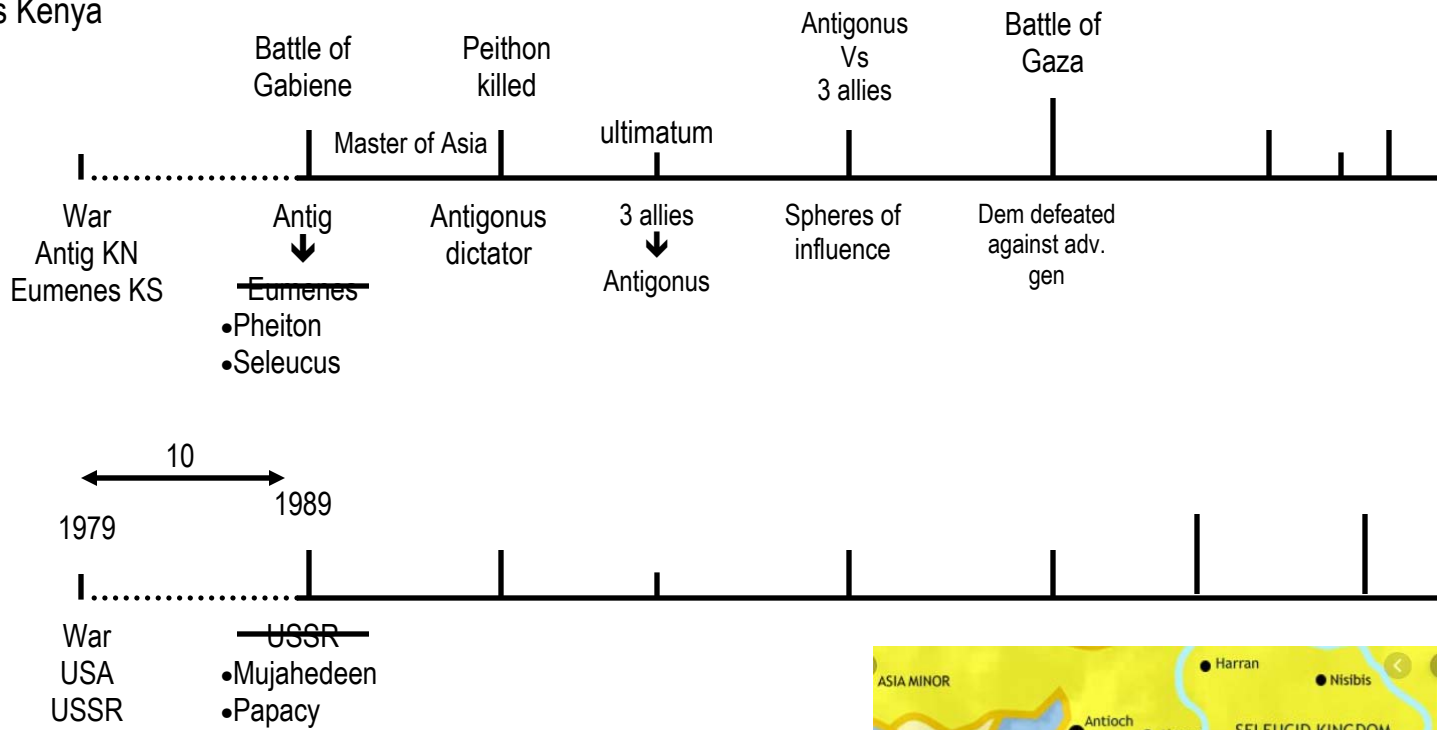 s Kenya
Battle of
Gabiene
Peithon
killed
Antigonus
Vs
3 allies
Battle of
Gaza
Master of Asia
ultimatum
War
Antig KN
Eumenes KS
Antig
Eumenes
•Pheiton
•Seleucus
Antigonus
dictator
3 allies
Antigonus
Spheres of
influence
Dem defeated
against adv.
gen
10
1979
1989
War
USA
USSR
USSR
•Mujahedeen
•Papacy
ASIA MINOR
Harran
Nisibis
Antioch
SELEUCID KINGDOM